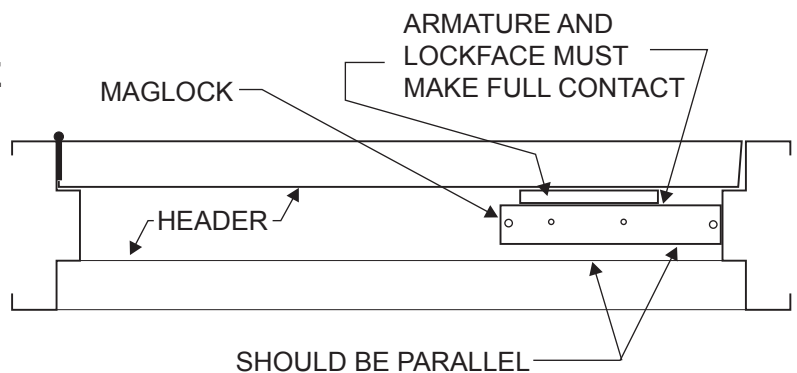 ARMATURE AND
LOCKFACE MUST
MAKE FULL CONTACT
MAGLOCK
HEADER
SHOULD BE PARALLEL